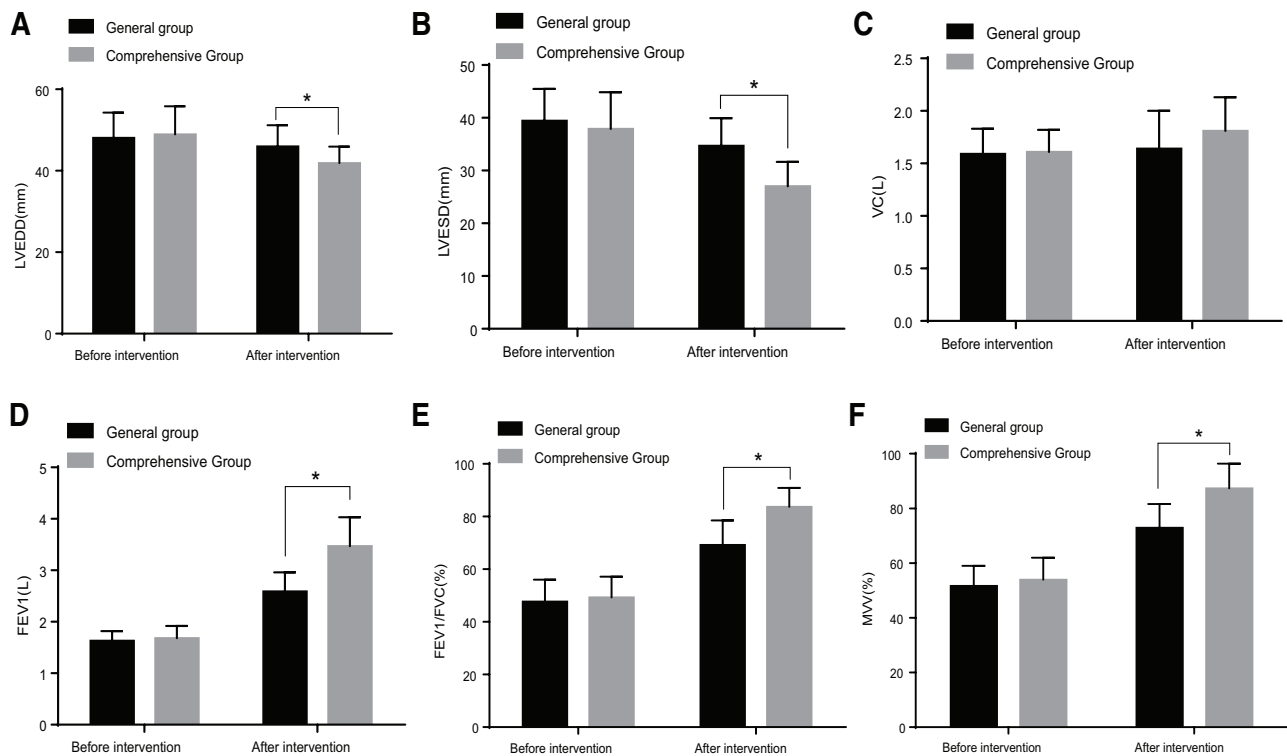 A
General group
Comprehensive Group
LVEDD(mm)
60
40
20
0
*
Before intervention
After intervention
B
General group
Comprehensive Group
LVESD(mm)
50
40
30
20
10
0
*
Before intervention
After intervention
C
General group
Comprehensive Group
VC(L)
2.5
2.0
1.5
1.0
0.5
0.0
Before intervention
After intervention
D
General group
Comprehensive Group
FEV1(L)
5
4
3
2
1
0
*
Before intervention
After intervention
E
General group
Comprehensive Group
FEV1/FVC(%)
100
80
60
40
20
0
*
Before intervention
After intervention
F
General group
Comprehensive Group
MVV(%)
100
80
60
40
20
0
*
Before intervention
After intervention